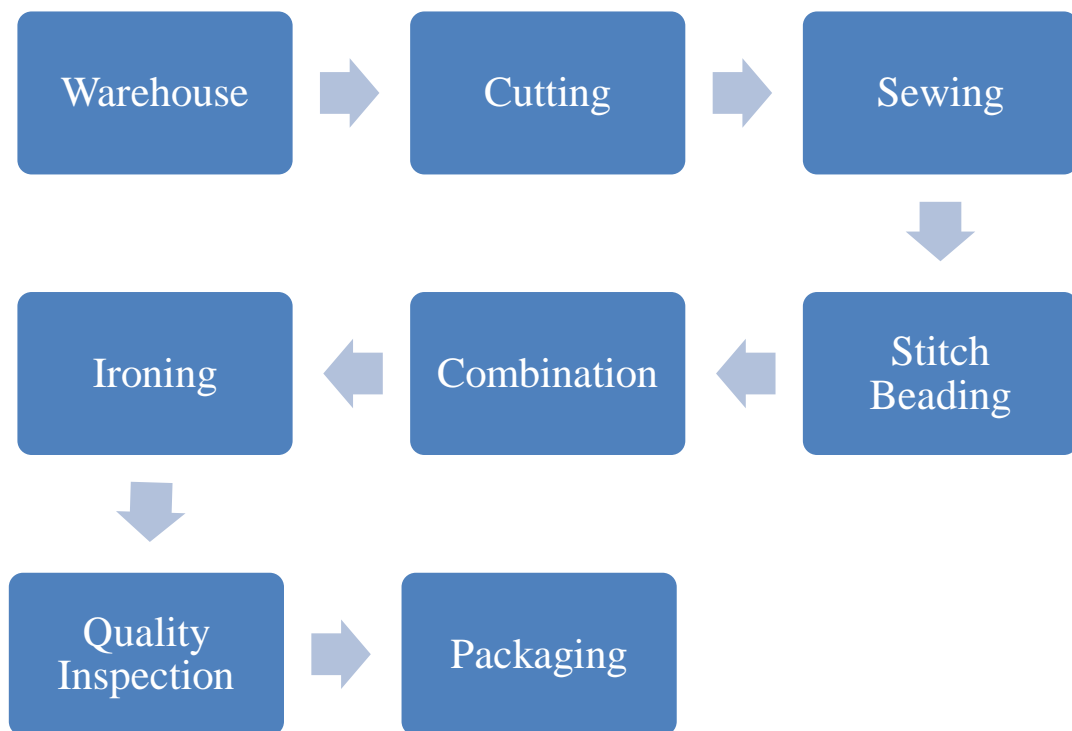 Warehouse
Cutting
Sewing
Stitch
Beading
Combination
Ironing
Quality
Inspection
Packaging